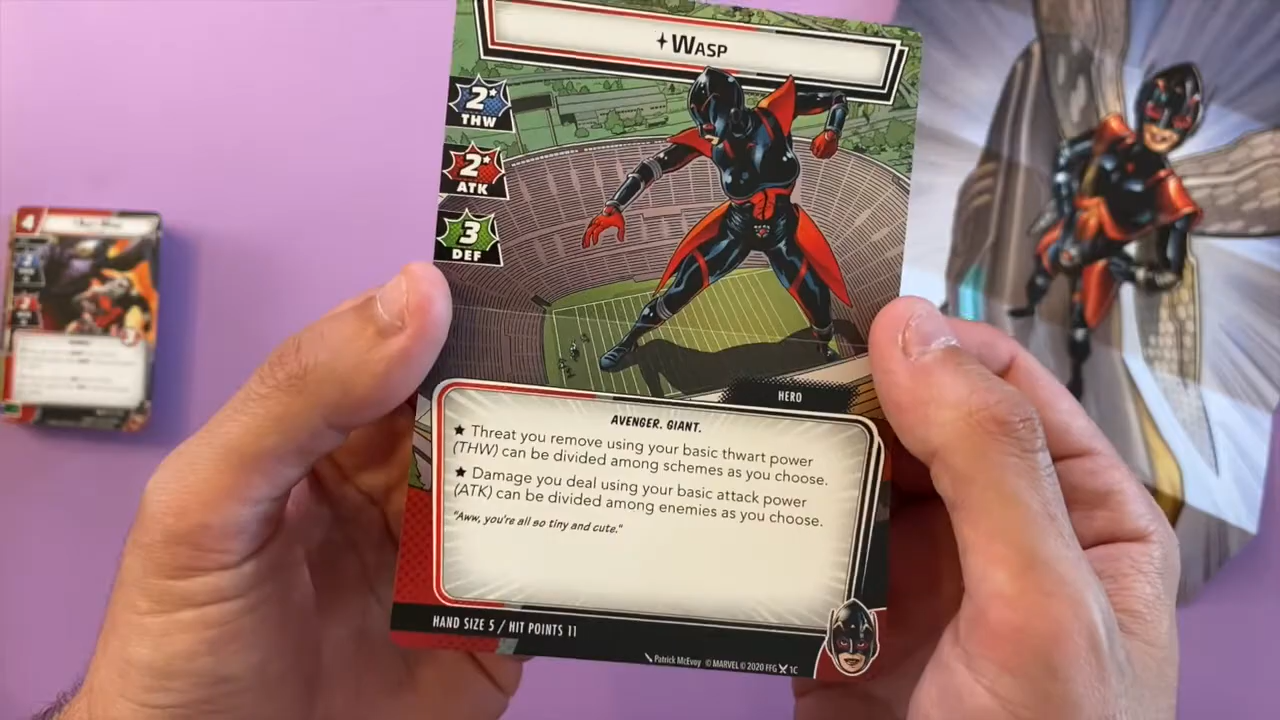 WASP
2
THW
2
ATK
3
DEF
HERO
AVENGER. GIANT.
★ Threat you remove using your basic thwart power
(THW) can be divided among schemes as you choose.
★ Damage you deal using your basic attack power
(ATK) can be divided among enemies as you choose.
"Aww, you're all so tiny and cute."
HAND SIZE 5 / HIT POINTS 11
Patrick McEvoy © MARVEL © 2020 FFG 1C
4